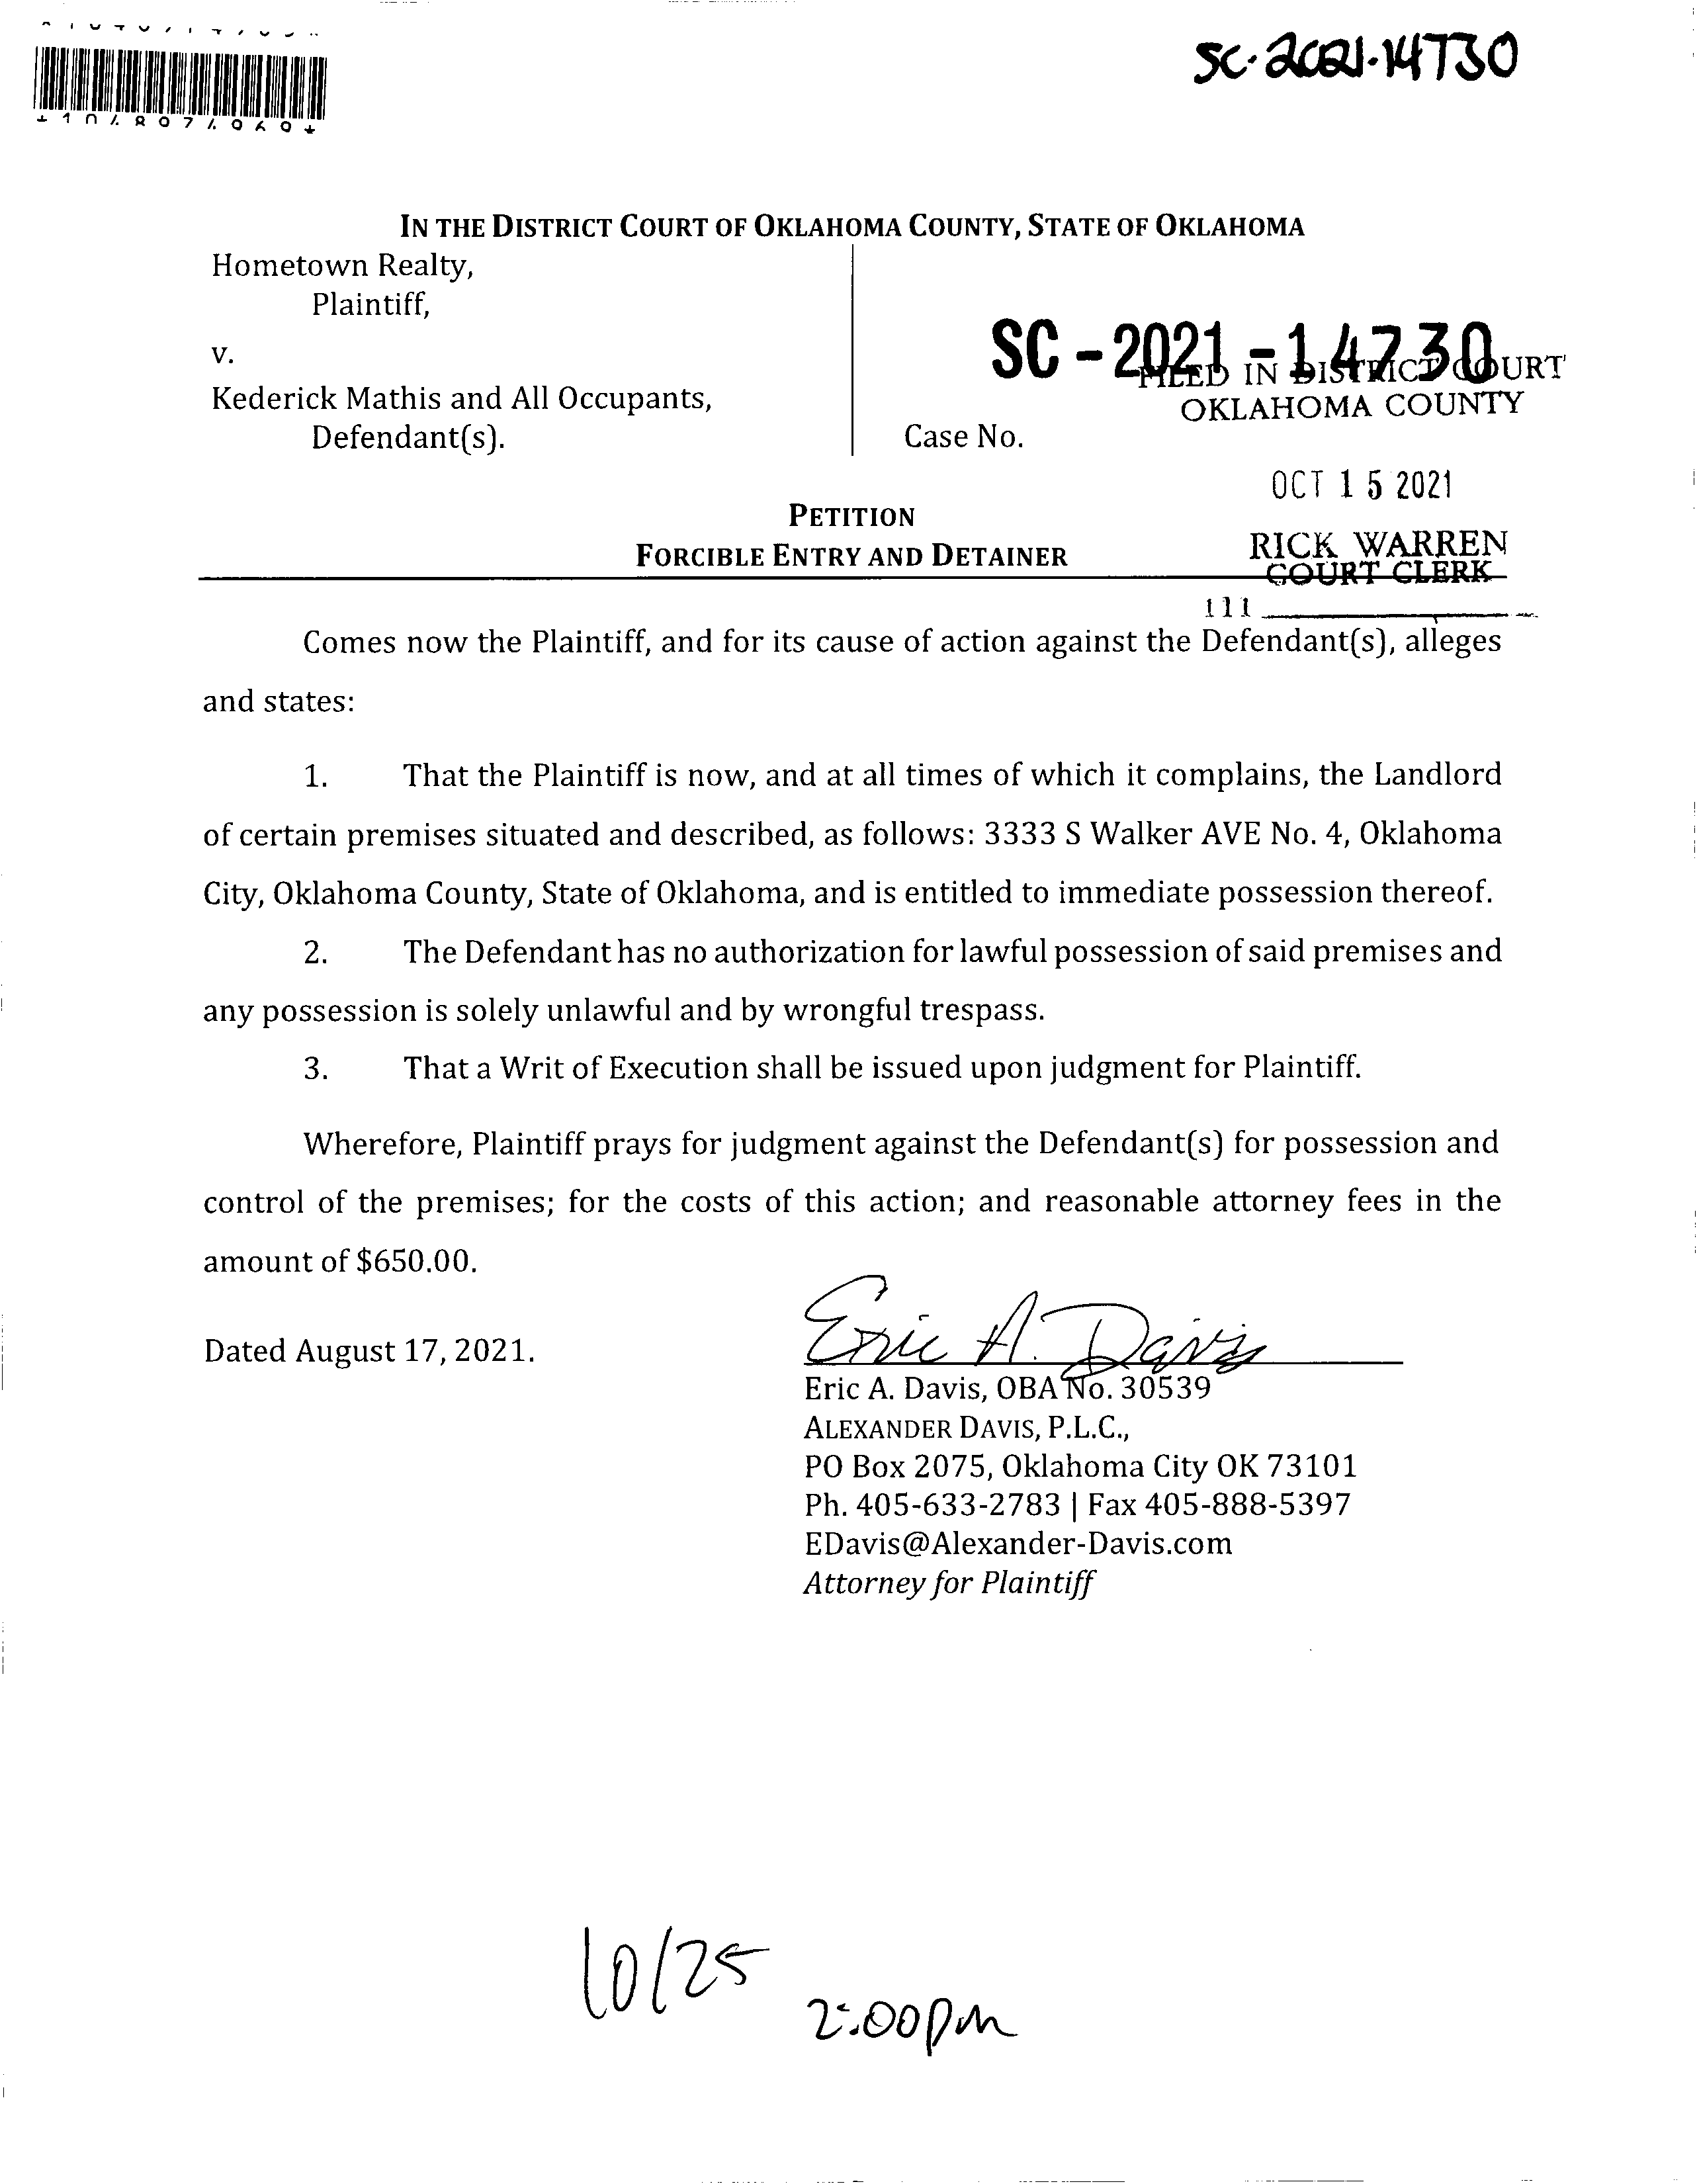 SC-2021-14730
IN THE DISTRICT COURT OF OKLAHOMA COUNTY, STATE OF OKLAHOMA
Hometown Realty,
Plaintiff,
v.
Kederick Mathis and All Occupants,
Defendant(s).
SC-2021-14730
FILED IN DISTRICT COURT
OKLAHOMA COUNTY
Case No.
OCT 15 2021
PETITION
FORCIBLE ENTRY AND DETAINER
RICK WARREN
COURT CLERK
111
Comes now the Plaintiff, and for its cause of action against the Defendant(s), alleges
and states:
1. That the Plaintiff is now, and at all times of which it complains, the Landlord
of certain premises situated and described, as follows: 3333 S Walker AVE No. 4, Oklahoma
City, Oklahoma County, State of Oklahoma, and is entitled to immediate possession thereof.
2. The Defendant has no authorization for lawful possession of said premises and
any possession is solely unlawful and by wrongful trespass.
3. That a Writ of Execution shall be issued upon judgment for Plaintiff.
Wherefore, Plaintiff prays for judgment against the Defendant(s) for possession and
control of the premises; for the costs of this action; and reasonable attorney fees in the
amount of $650.00.
Eric A. Davis
Dated August 17, 2021.
Eric A. Davis, OBA No. 30539
ALEXANDER DAVIS, P.L.C.,
PO Box 2075, Oklahoma City OK 73101
Ph. 405-633-2783 | Fax 405-888-5397
EDavis@Alexander-Davis.com
Attorney for Plaintiff
10/25
2:00pm